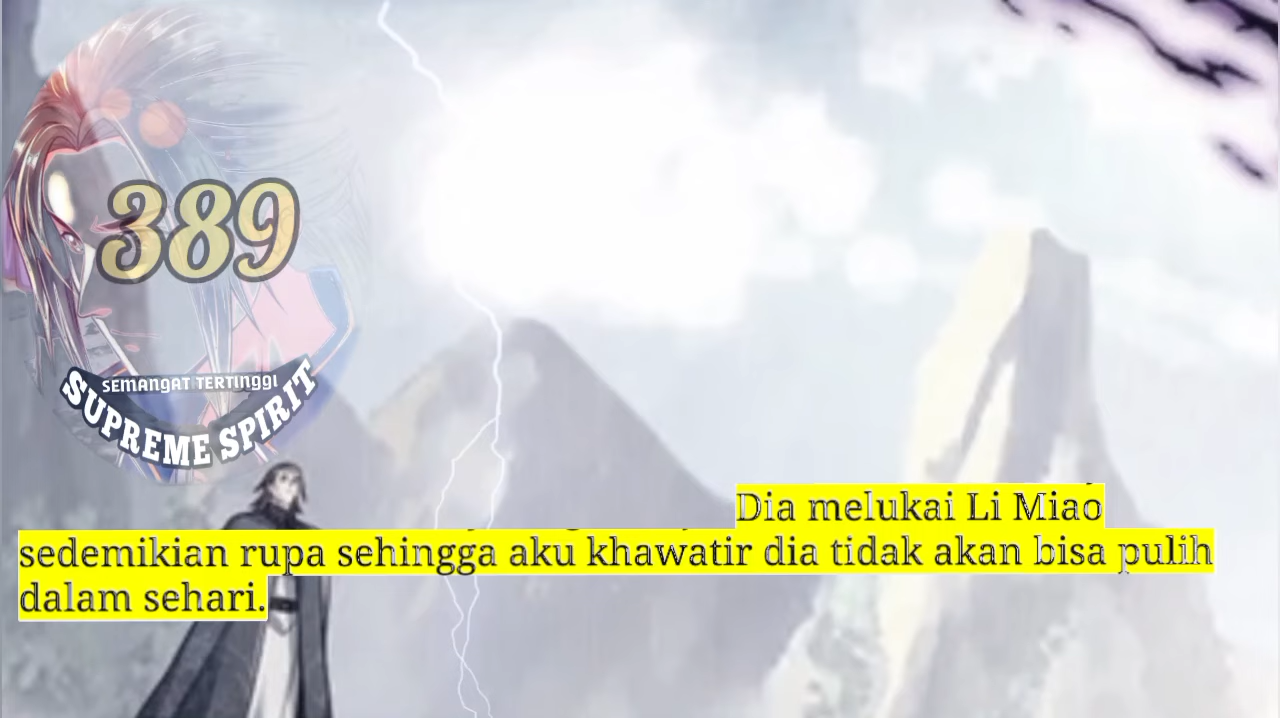 389
SEMANGAT TERTINGGI
SUPREME SPIRIT
Dia melukai Li Miao
sedemikian rupa sehingga aku khawatir dia tidak akan bisa pulih
dalam sehari.